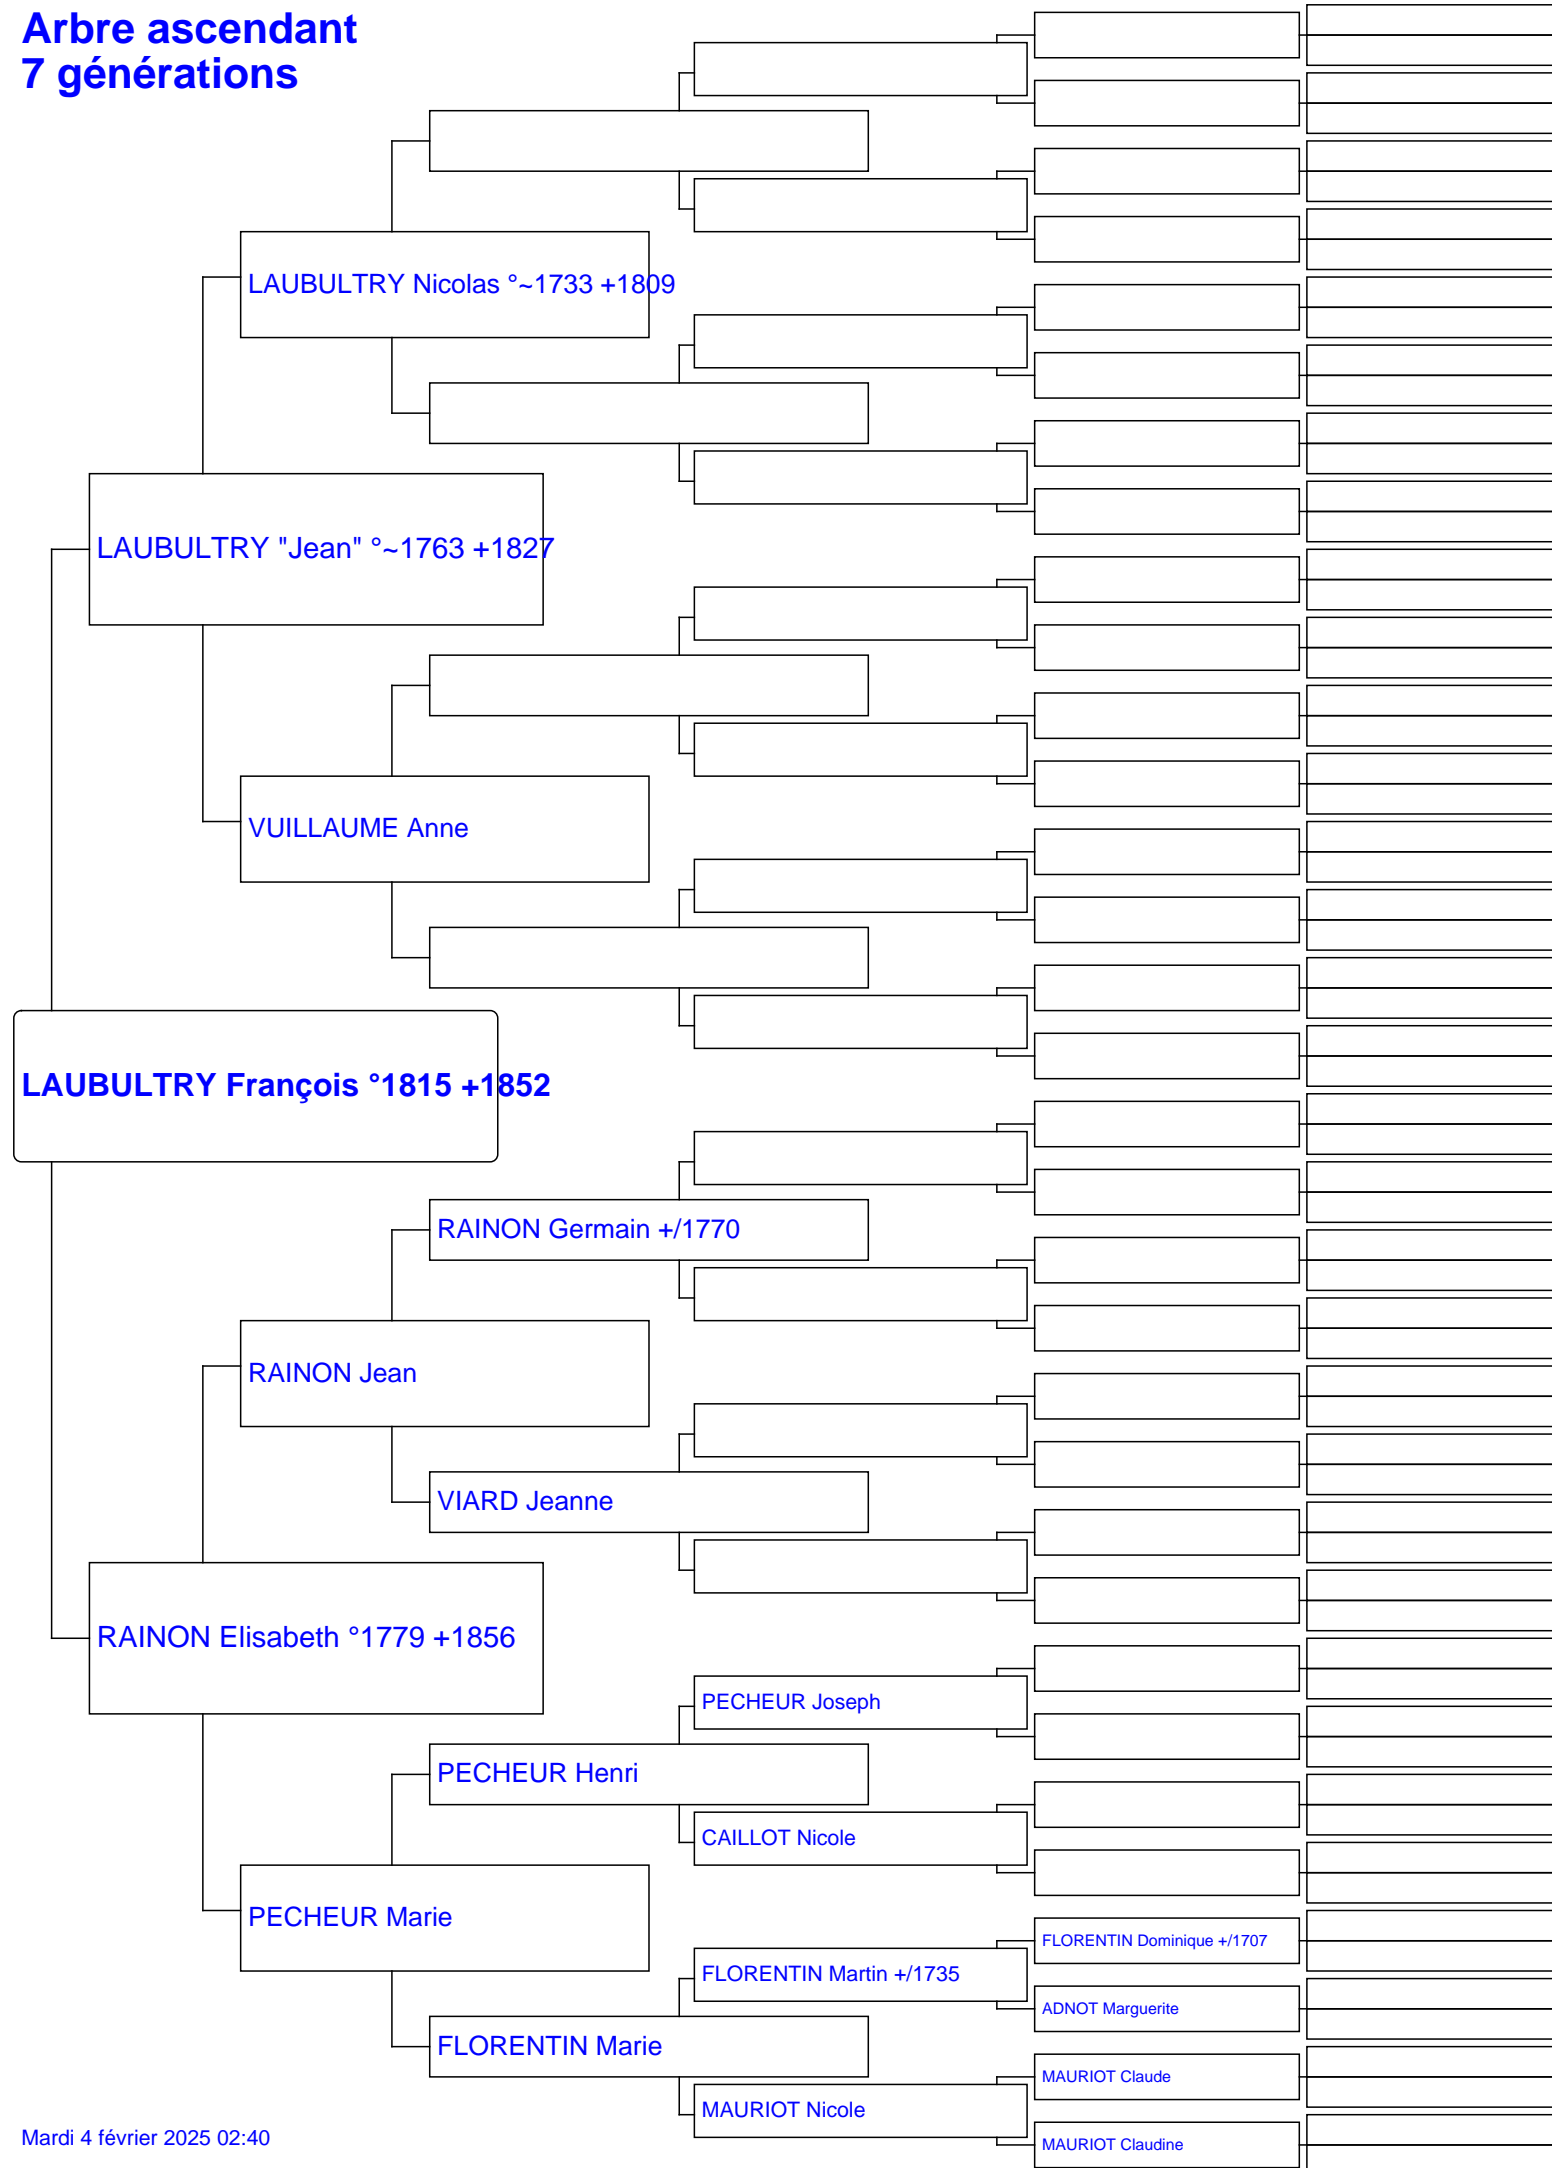 Arbre ascendant
7 générations
LAUBULTRY Nicolas °~1733 +1809
LAUBULTRY "Jean" °~1763 +1827
VUILLAUME Anne
LAUBULTRY François °1815 +1852
RAINON Germain +/1770
RAINON Jean
VIARD Jeanne
RAINON Elisabeth °1779 +1856
PECHEUR Joseph
PECHEUR Henri
CAILLOT Nicole
PECHEUR Marie
FLORENTIN Dominique +/1707
FLORENTIN Martin +/1735
ADNOT Marguerite
FLORENTIN Marie
MAURIOT Claude
MAURIOT Nicole
MAURIOT Claudine
Mardi 4 février 2025 02:40